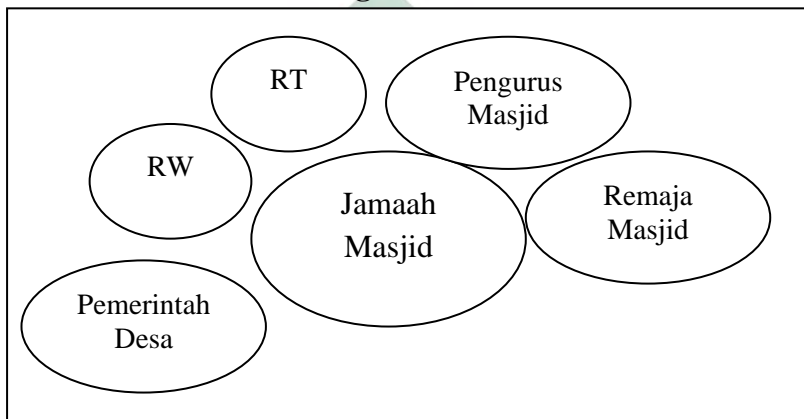 RT
Pengurus
Masjid
RW
Jamaah
Masjid
Remaja
Masjid
Pemerintah
Desa